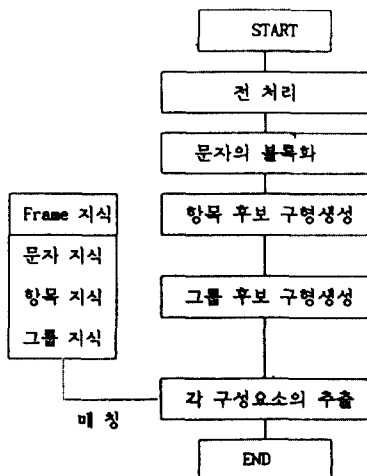 START
전 처리
문자의 블록화
항목 후보 구형생성
그룹 후보 구형생성
Frame 지식
문자 지식
항목 지식
그룹 지식
매 칭
각 구성요소의 추출
END